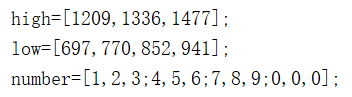 high=[1209,1336,1477];
low=[697,770,852,941];
number=[1,2,3;4,5,6;7,8,9;0,0,0];